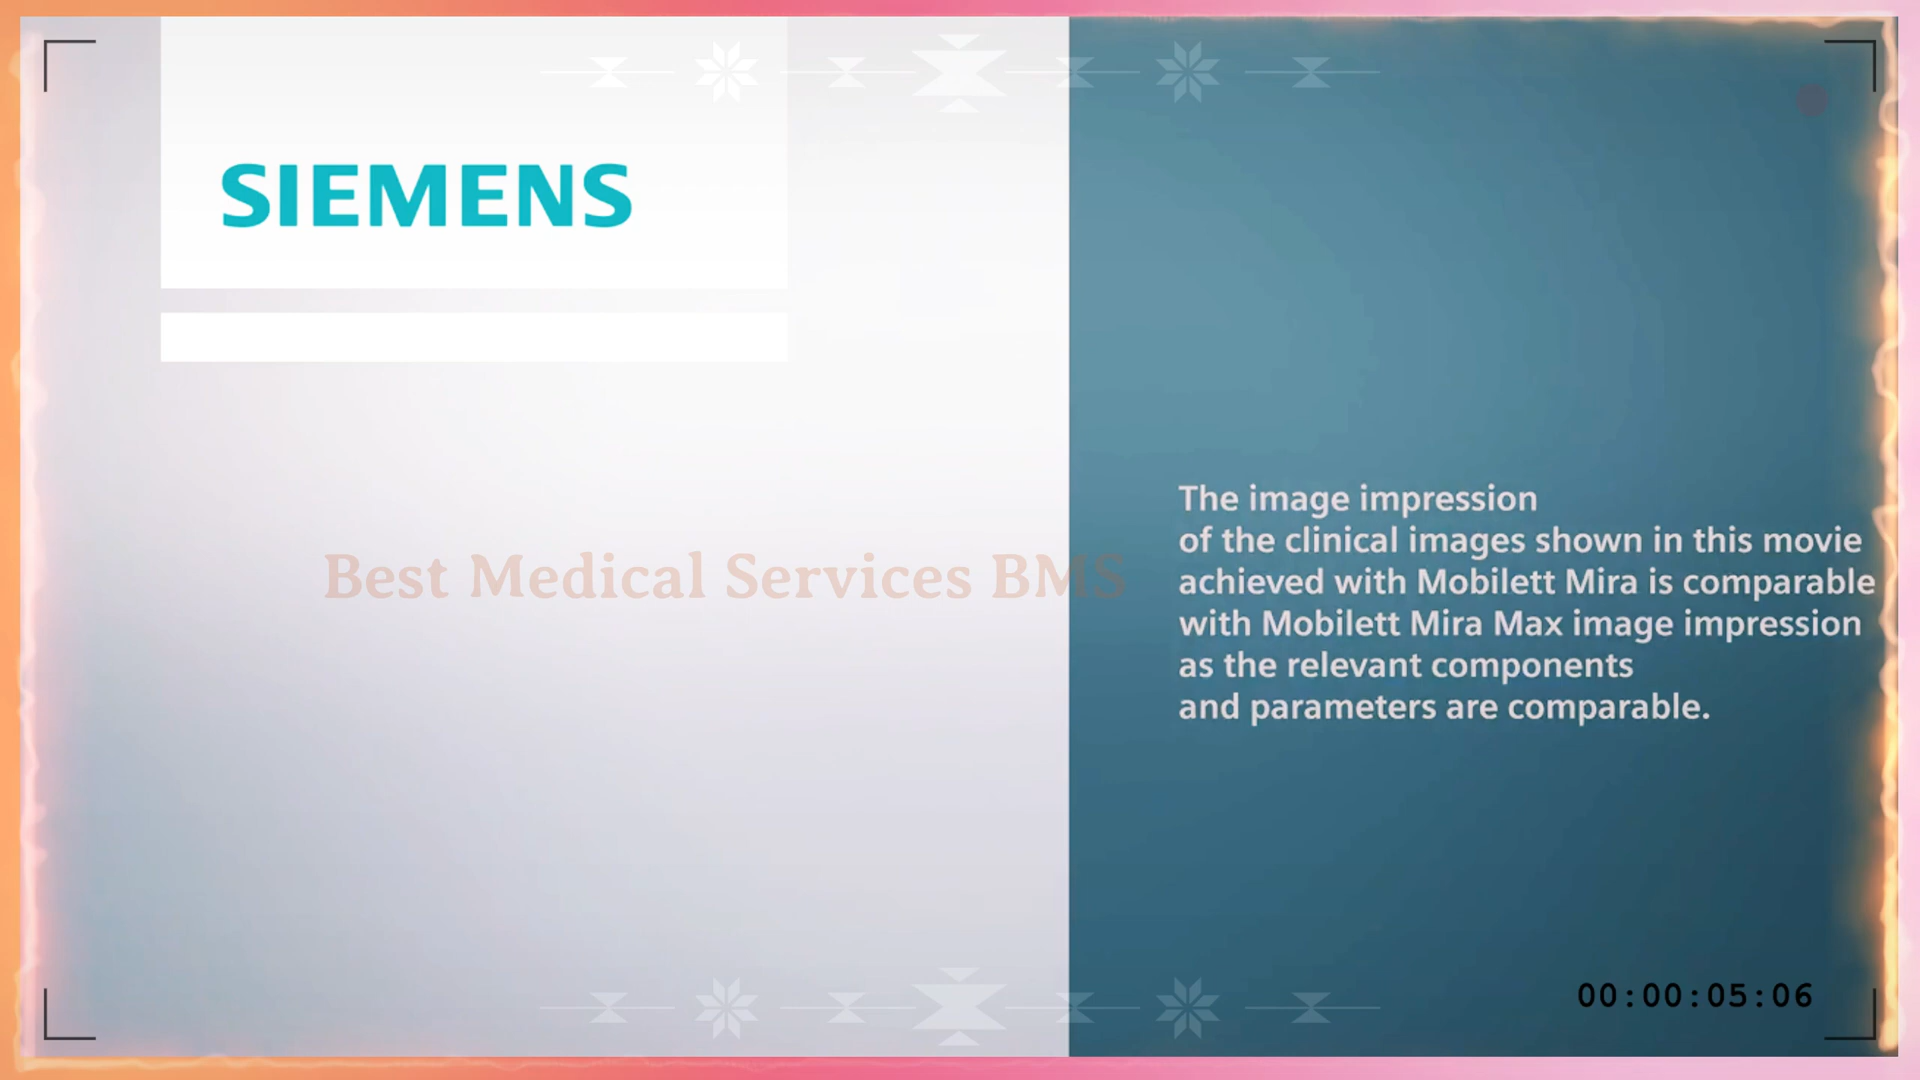 SIEMENS
Best Medical Services BMS
The image impression
of the clinical images shown in this movie
achieved with Mobilett Mira is comparable
with Mobilett Mira Max image impression
as the relevant components
and parameters are comparable.
00:00:05:06